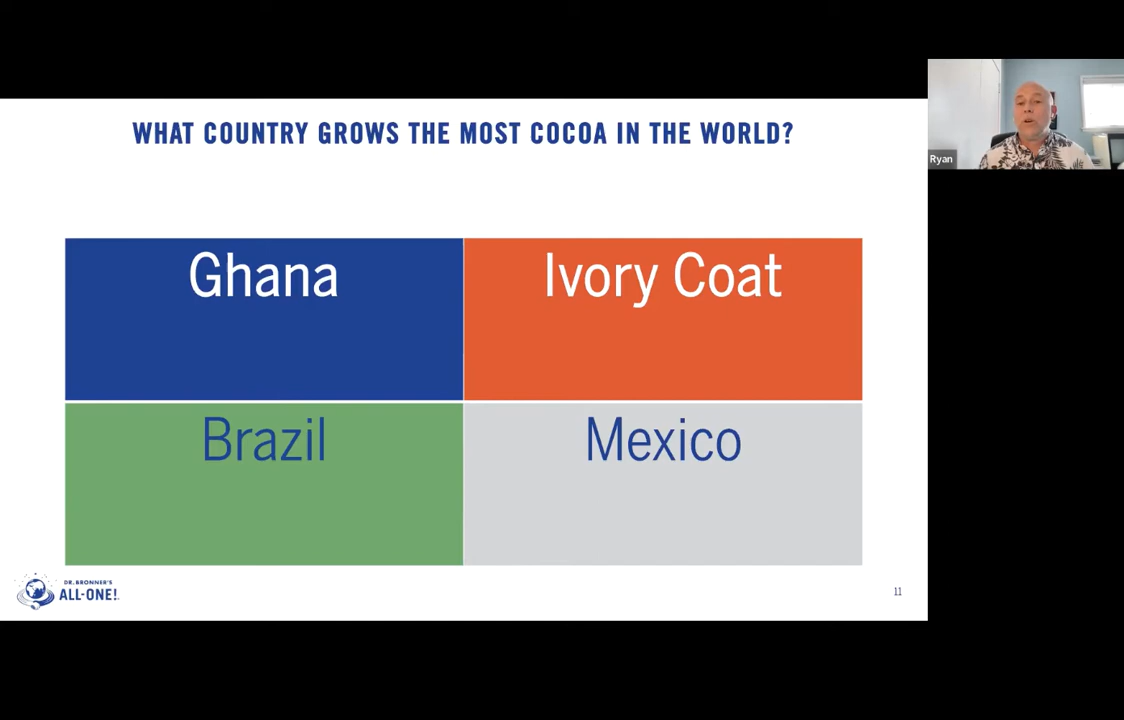 WHAT COUNTRY GROWS THE MOST COCOA IN THE WORLD?
Ryan
Ghana
Ivory Coat
Brazil
Mexico
DR. BRONNER'S
ALL-ONE!
11